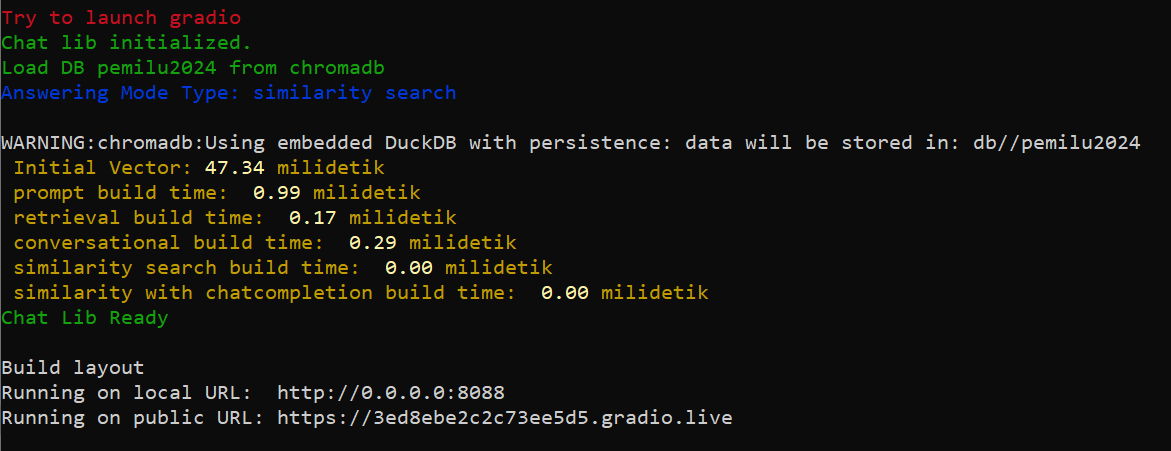 Try to launch gradio
Chat lib initialized.
Load DB pemilu2024 from chromadb
Answering Mode Type: similarity search
WARNING:chromadb:Using embedded DuckDB with persistence: data will be stored in: db//pemilu2024
Initial Vector: 47.34 milidetik
prompt build time:  0.99 milidetik
retrieval build time:  0.17 milidetik
conversational build time:  0.29 milidetik
similarity search build time:  0.00 milidetik
similarity with chatcompletion build time:  0.00 milidetik
Chat Lib Ready
Build layout
Running on local URL:  http://0.0.0.0:8088
Running on public URL: https://3ed8ebe2c2c73ee5d5.gradio.live